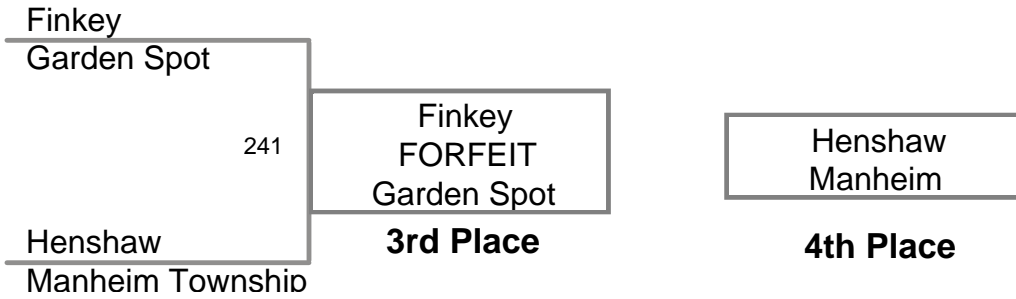 Finkey
Garden Spot
241
Finkey
FORFEIT
Garden Spot
3rd Place
Henshaw
Manheim
4th Place
Henshaw
Manheim Township